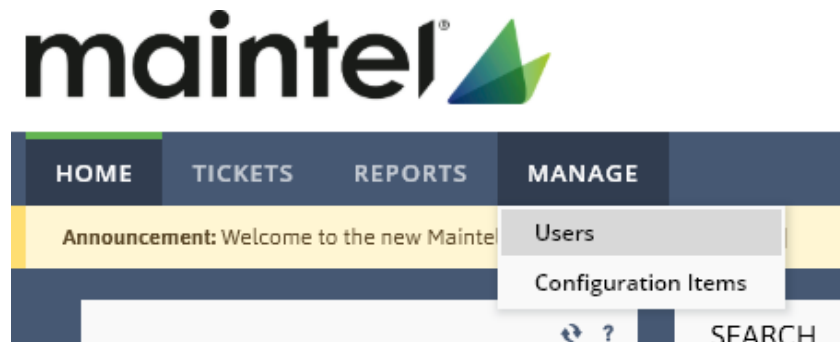 maintel®
HOME TICKETS REPORTS MANAGE
Announcement: Welcome to the new Maintel
Users
Configuration Items
? SEARCH